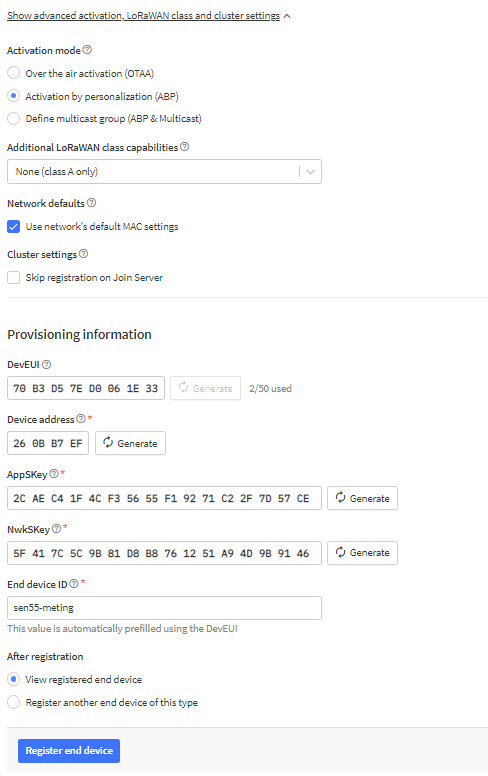 Show advanced activation, LoRaWAN class and cluster settings
Activation mode
Over the air activation (OTAA)
Activation by personalization (ABP)
Define multicast group (ABP & Multicast)
Additional LoRaWAN class capabilities
None (class A only)
Network defaults
Use network's default MAC settings
Cluster settings
Skip registration on Join Server
Provisioning information
DevEUI
70 B3 D5 7E D0 06 1E 33 Generate 2/50 used
Device address *
26 0B B7 EF Generate
AppSKey *
2C AE C4 1F 4C F3 56 55 F1 92 71 C2 2F 7D 57 CE Generate
NwkSKey *
5F 41 7C 5C 9B 81 D8 B8 76 12 51 A9 4D 9B 91 46 Generate
End device ID *
sen55-meting
This value is automatically prefilled using the DevEUI
After registration
View registered end device
Register another end device of this type
Register end device